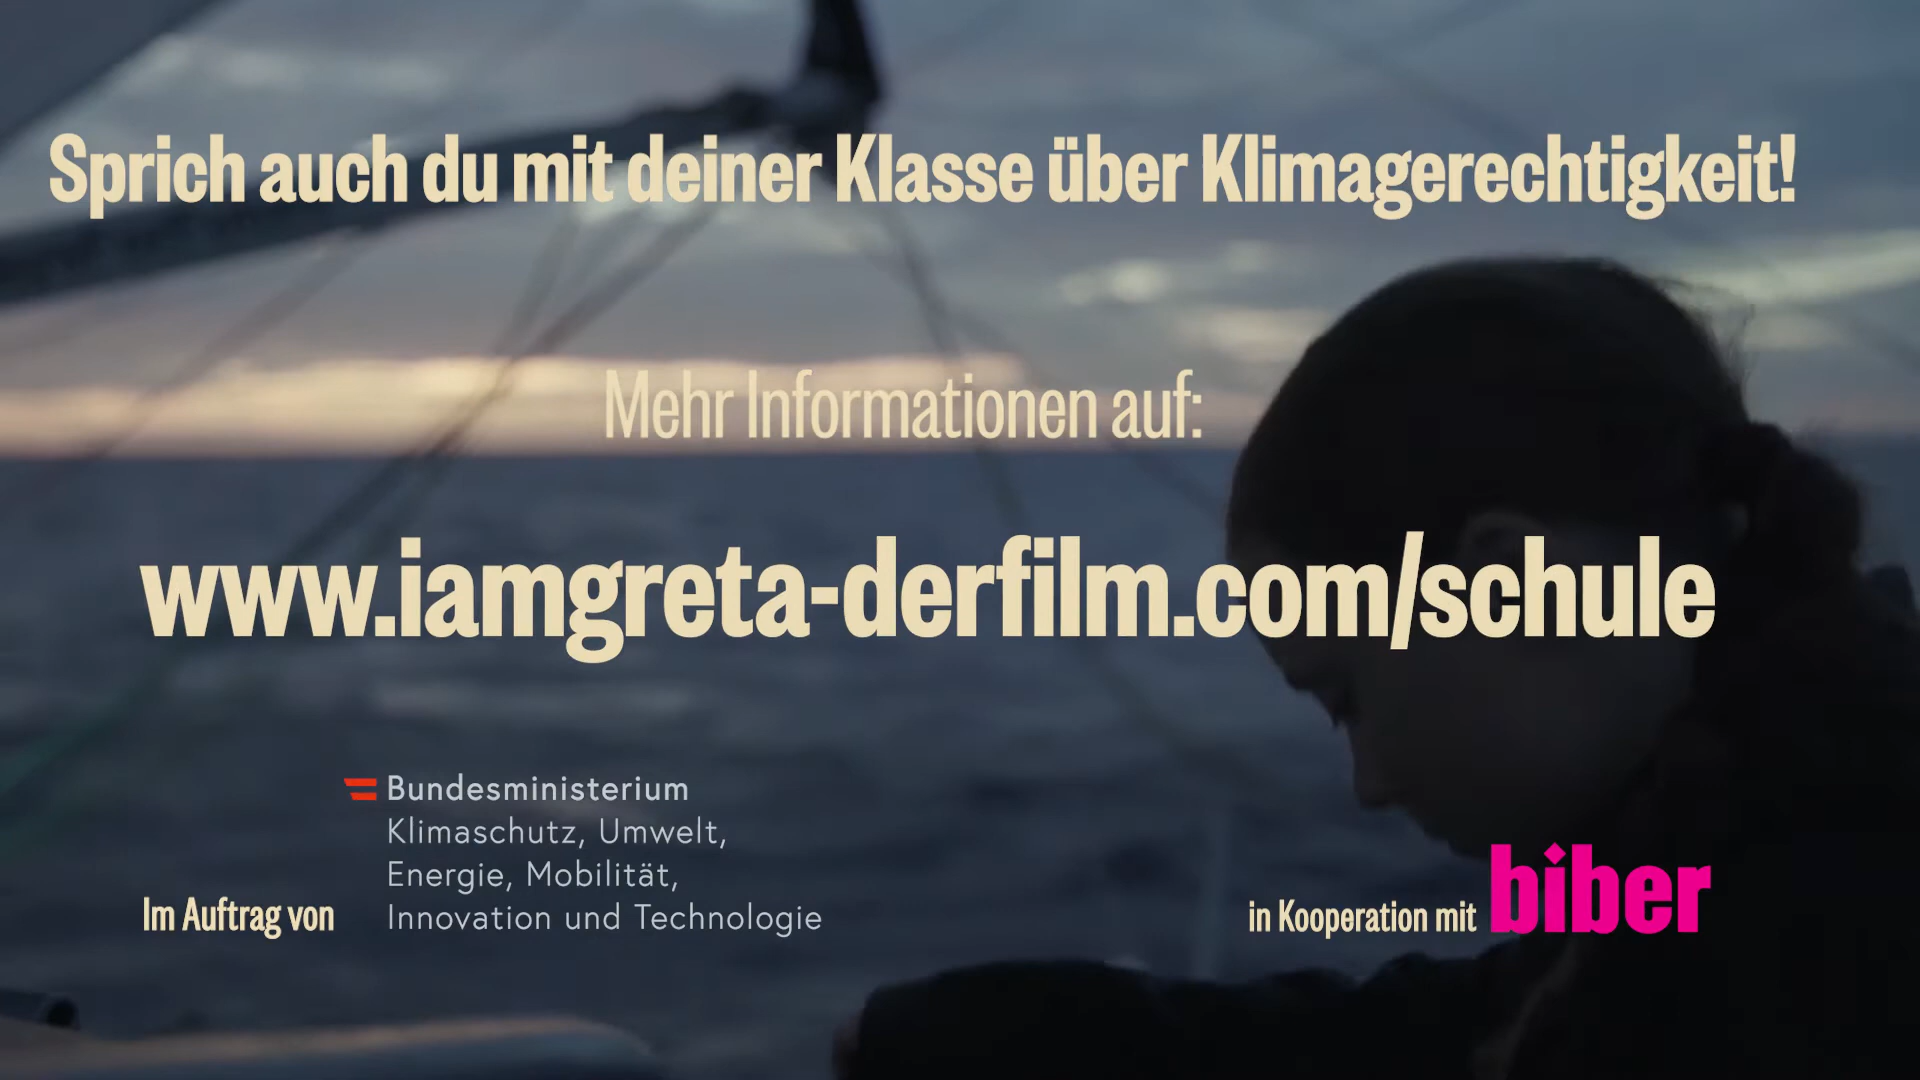 Sprich auch du mit deiner Klasse über Klimagerechtigkeit!
Mehr Informationen auf:
www.iamgreta-derfilm.com/schule
Im Auftrag von
Bundesministerium
Klimaschutz, Umwelt,
Energie, Mobilität,
Innovation und Technologie
in Kooperation mit
biber